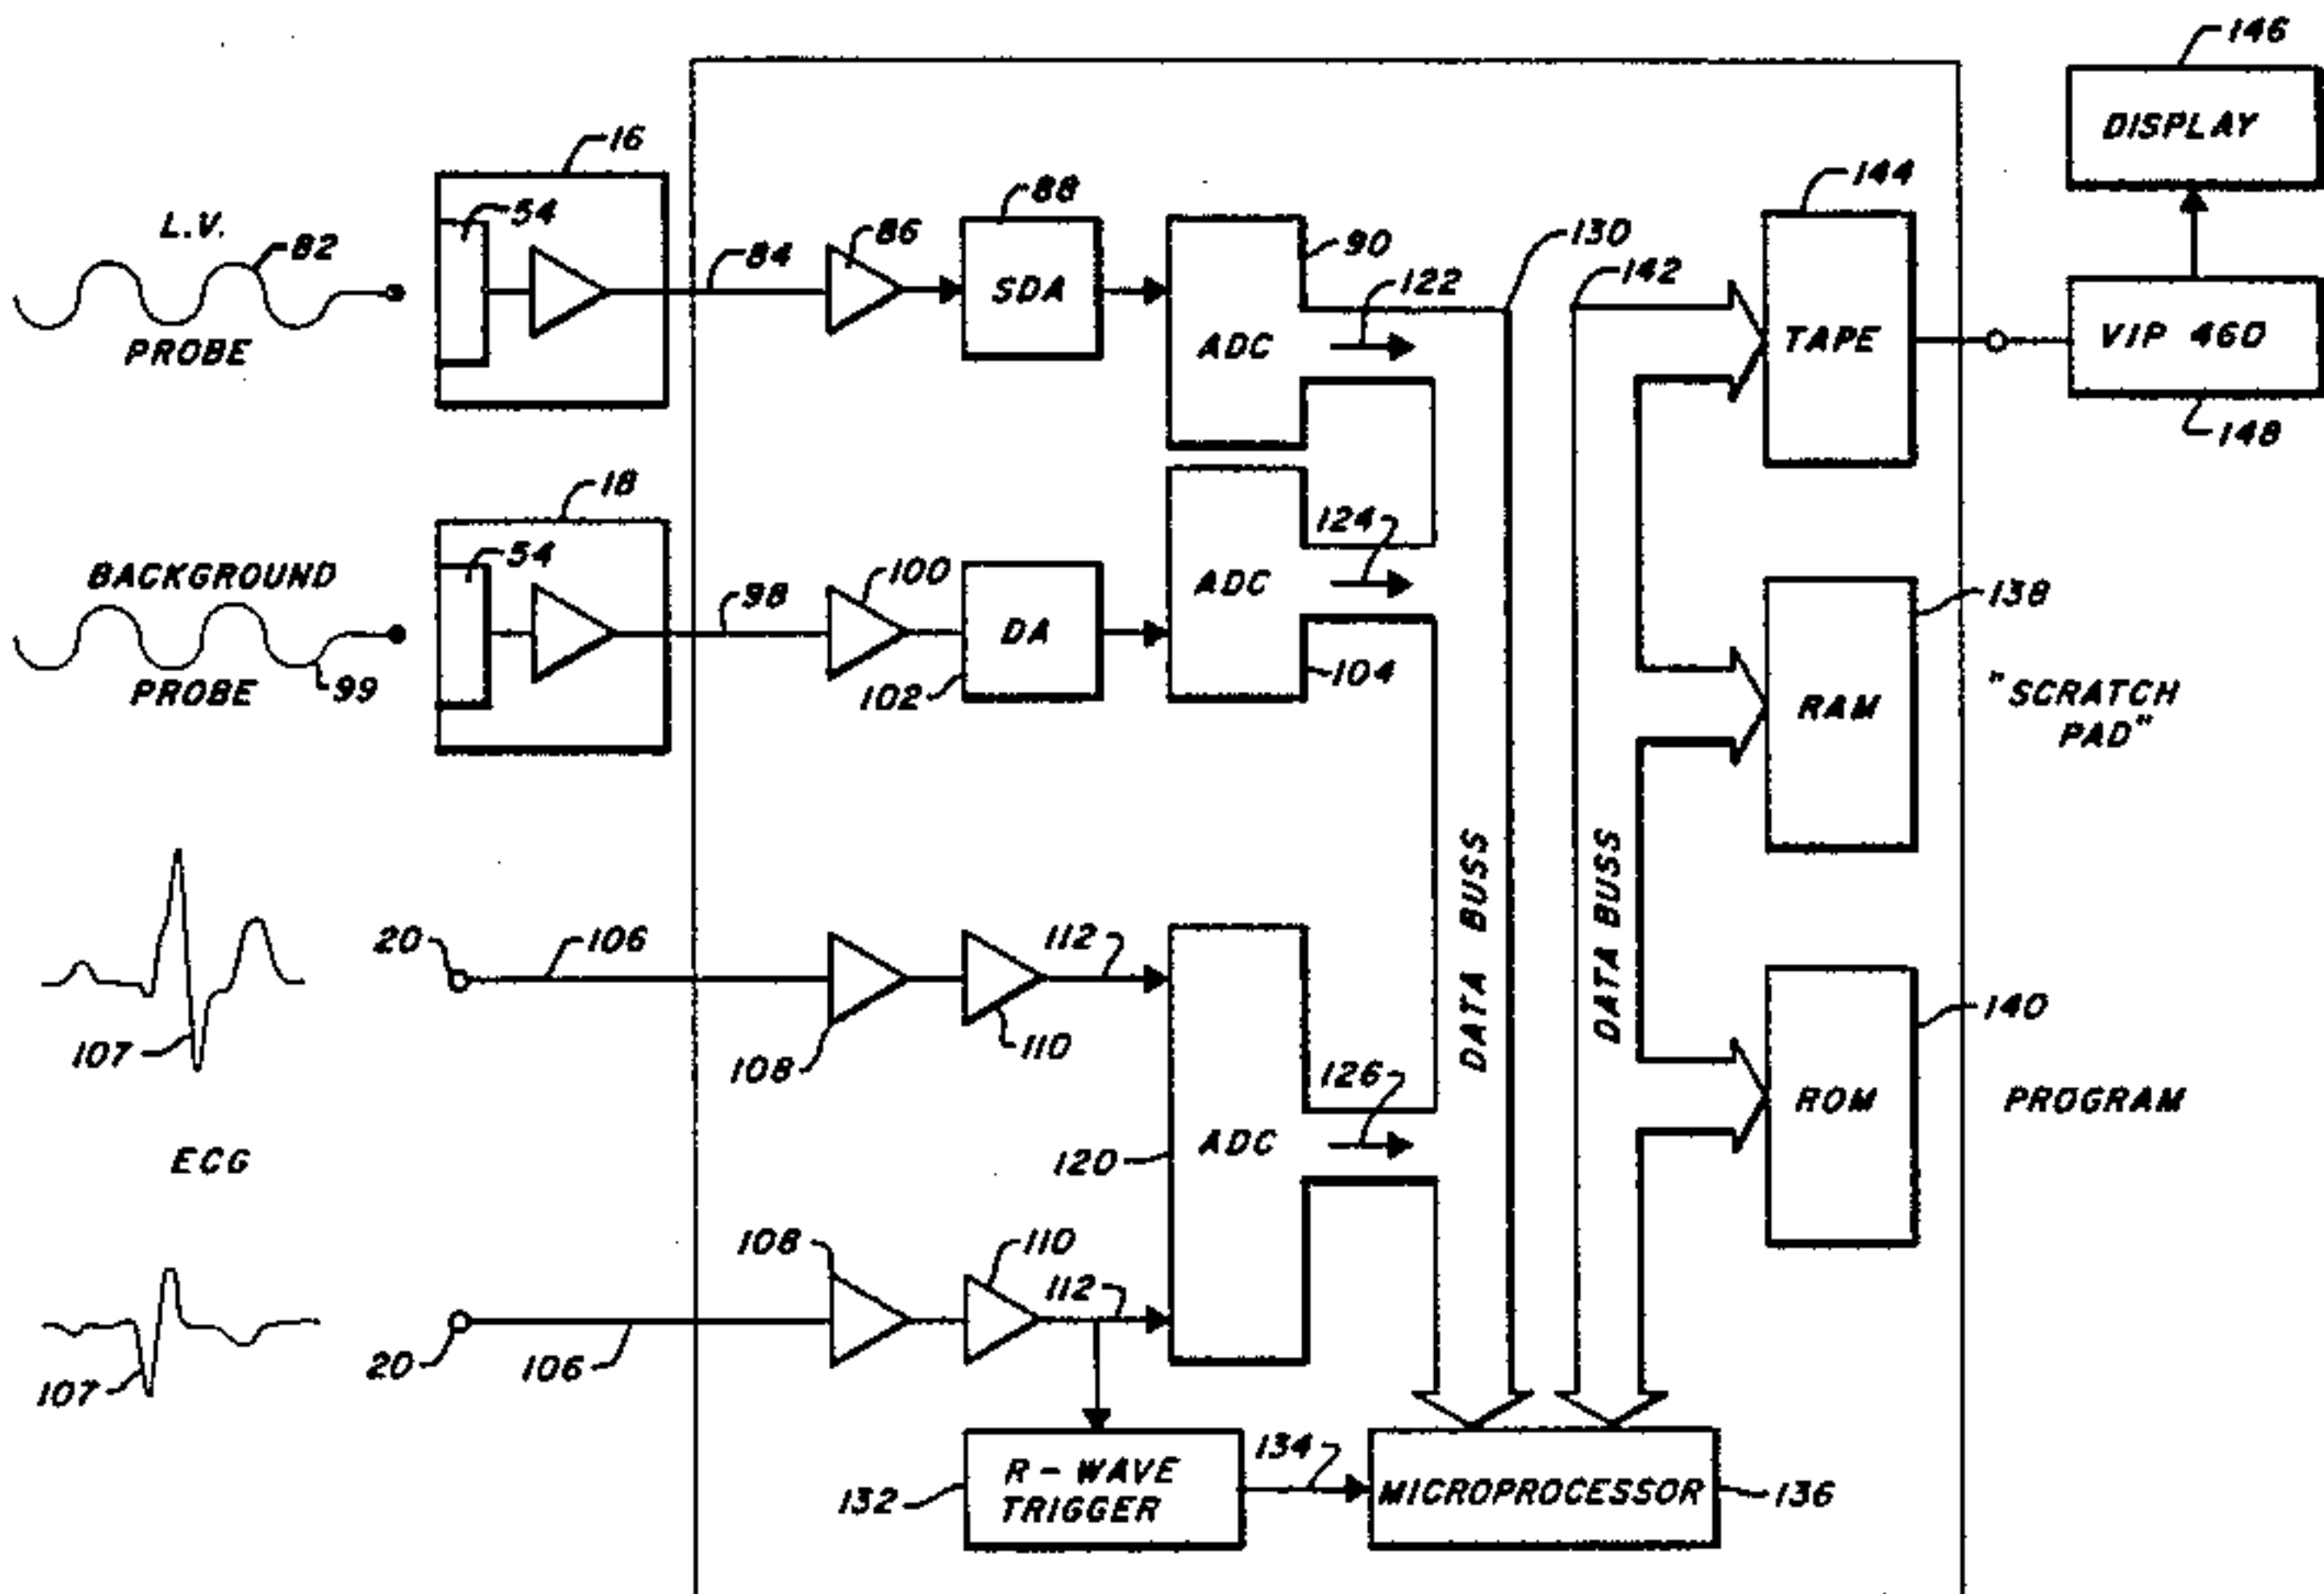 146
DISPLAY
16
144
88
54
86
L.V.
82
84
90
130
142
SDA
122
ADC
TAPE
VIP 460
PROBE
148
18
54
124
BACKGROUND
100
98
138
ADC
DA
PROBE
99
102
104
RAM
"SCRATCH
PAD"
DATA BUSS
DATA BUSS
20
106
112
140
107
108
110
126
ROM
PROGRAM
ADC
120
ECG
108
110
112
107
20
106
134
R-WAVE
TRIGGER
132
MICROPROCESSOR
136